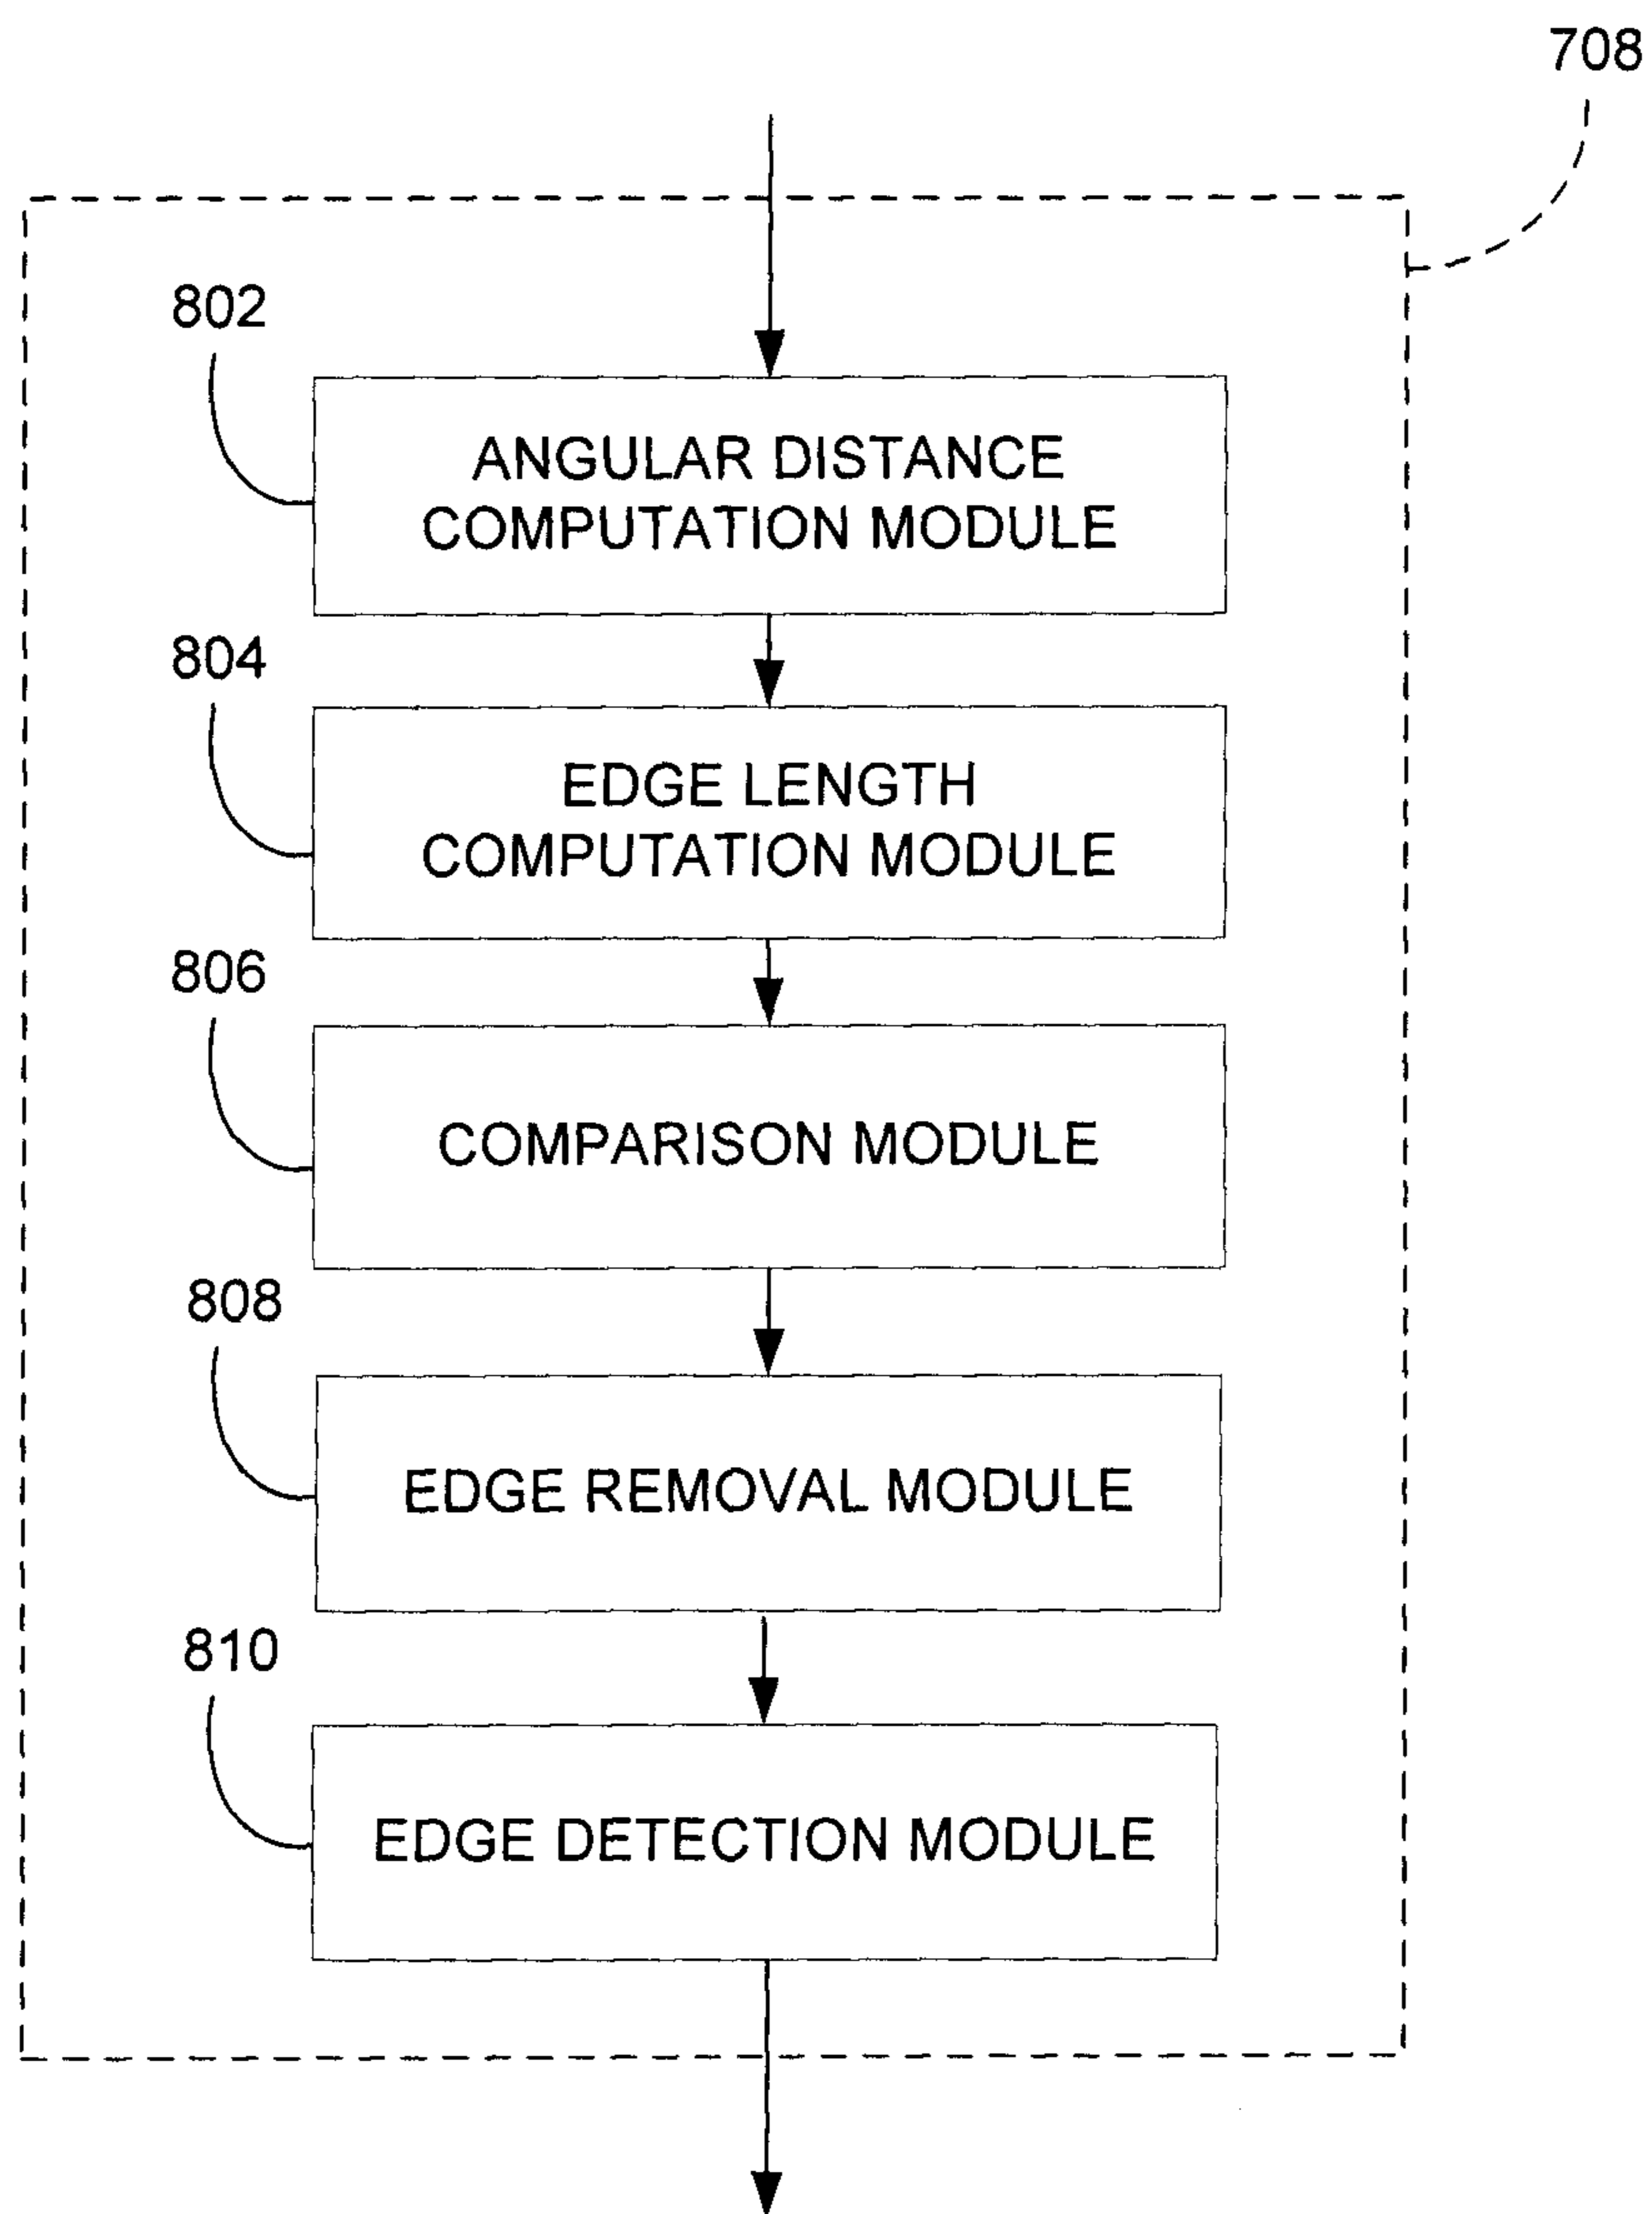 708
802
ANGULAR DISTANCE
COMPUTATION MODULE
804
EDGE LENGTH
COMPUTATION MODULE
806
COMPARISON MODULE
808
EDGE REMOVAL MODULE
810
EDGE DETECTION MODULE